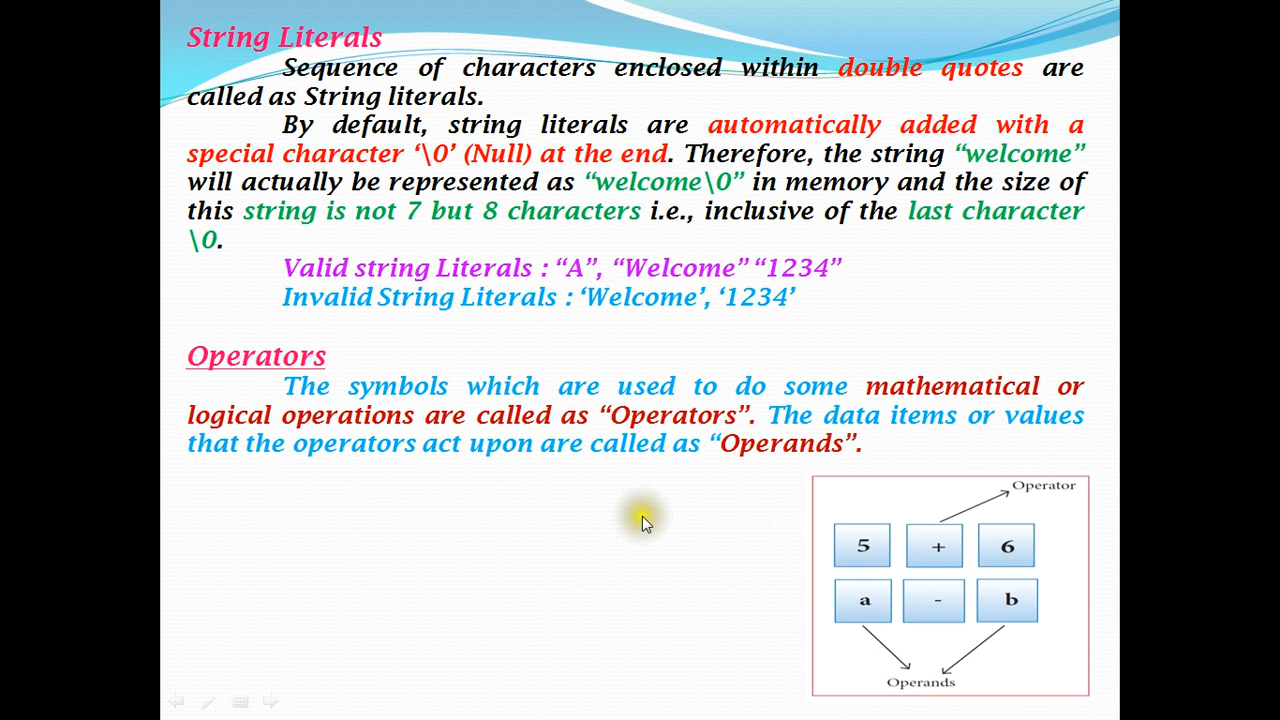 String Literals
Sequence of characters enclosed within double quotes are
called as String literals.
By default, string literals are automatically added with a
special character ‘\0’ (Null) at the end. Therefore, the string “welcome”
will actually be represented as “welcome\0” in memory and the size of
this string is not 7 but 8 characters i.e., inclusive of the last character
\0.
Valid string Literals : “A”, “Welcome” “1234”
Invalid String Literals : ‘Welcome’, ‘1234’
Operators
The symbols which are used to do some mathematical or
logical operations are called as “Operators”. The data items or values
that the operators act upon are called as “Operands”.
Operator
5 + 6
a - b
Operands